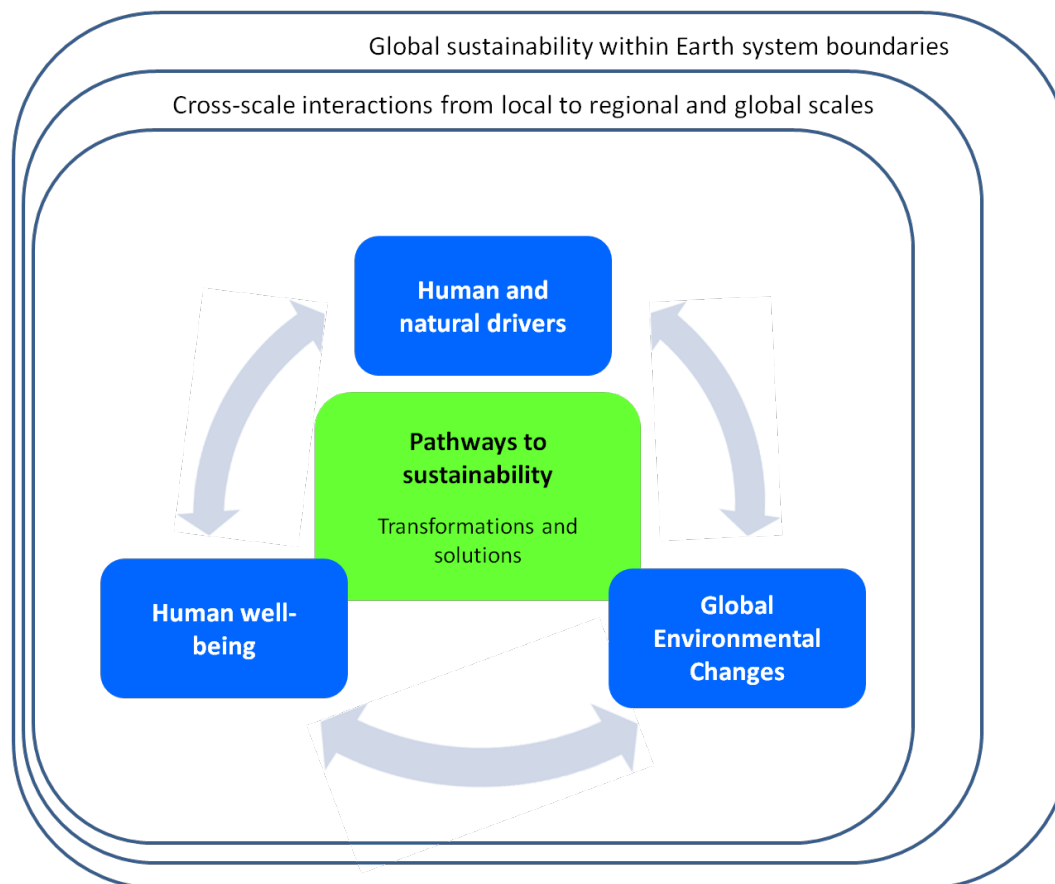 Global sustainability within Earth system boundaries
Cross-scale interactions from local to regional and global scales
Human and
natural drivers
Pathways to
sustainability
Transformations and
solutions
Human well-
being
Global
Environmental
Changes